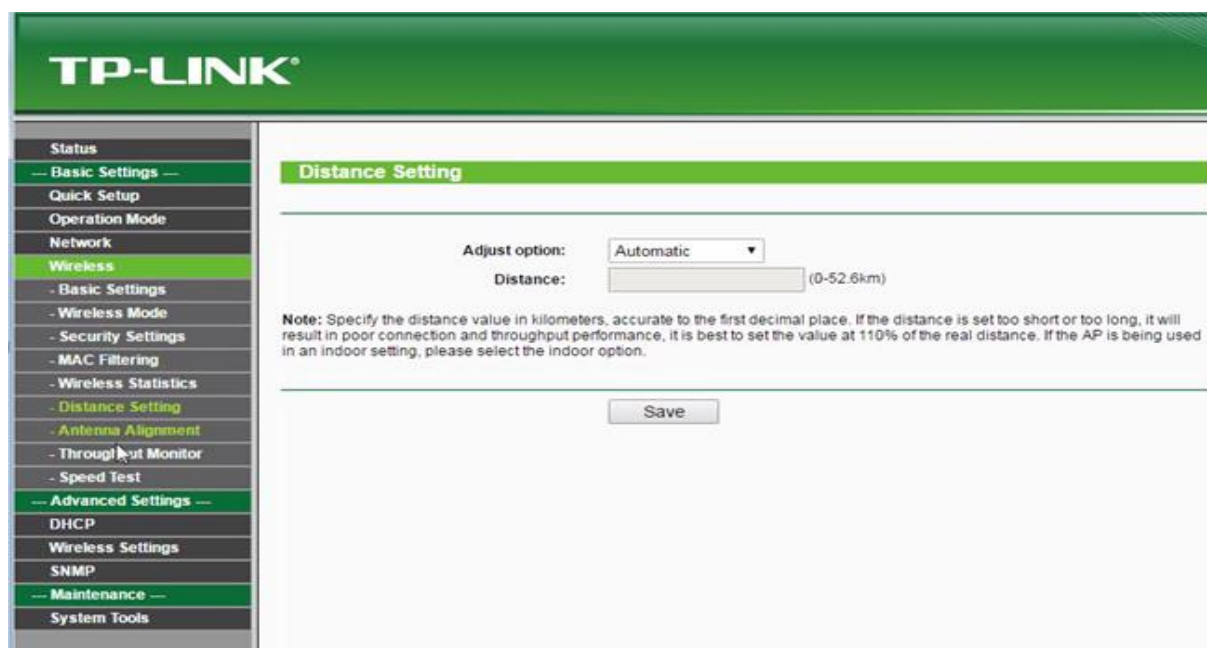 TP-LINK®
Status
— Basic Settings —
Quick Setup
Operation Mode
Network
Wireless
- Basic Settings
- Wireless Mode
- Security Settings
- MAC Filtering
- Wireless Statistics
- Distance Setting
- Antenna Alignment
- Throughput Monitor
- Speed Test
— Advanced Settings —
DHCP
Wireless Settings
SNMP
— Maintenance —
System Tools
Distance Setting
Adjust option: Automatic
Distance: (0-52.6km)
Note: Specify the distance value in kilometers, accurate to the first decimal place. If the distance is set too short or too long, it will
result in poor connection and throughput performance, it is best to set the value at 110% of the real distance. If the AP is being used
in an indoor setting, please select the indoor option.
Save